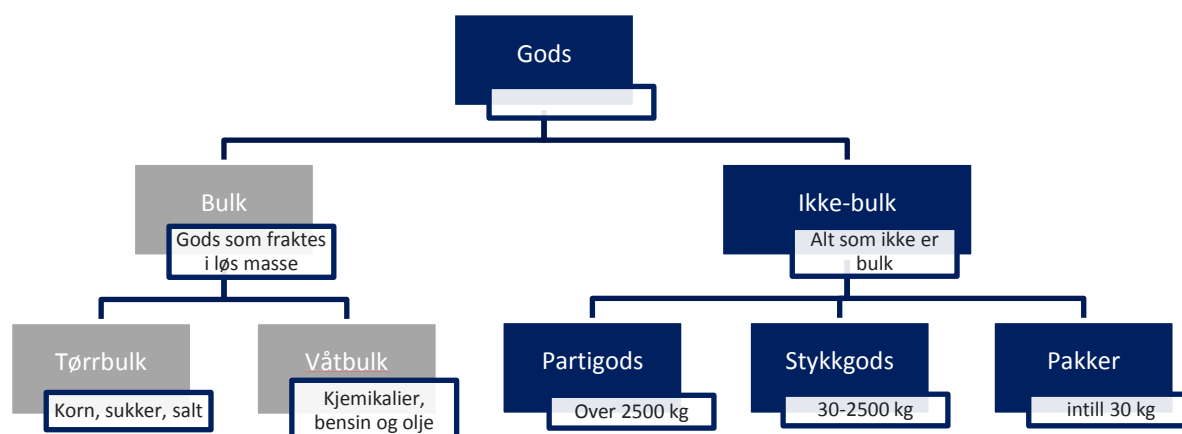 Gods
Bulk
Gods som fraktes
i løs masse
Ikke-bulk
Alt som ikke er
bulk
Tørrbulk
Korn, sukker, salt
Våtbulk
Kjemikalier,
bensin og olje
Partigods
Over 2500 kg
Stykkgods
30-2500 kg
Pakker
intill 30 kg